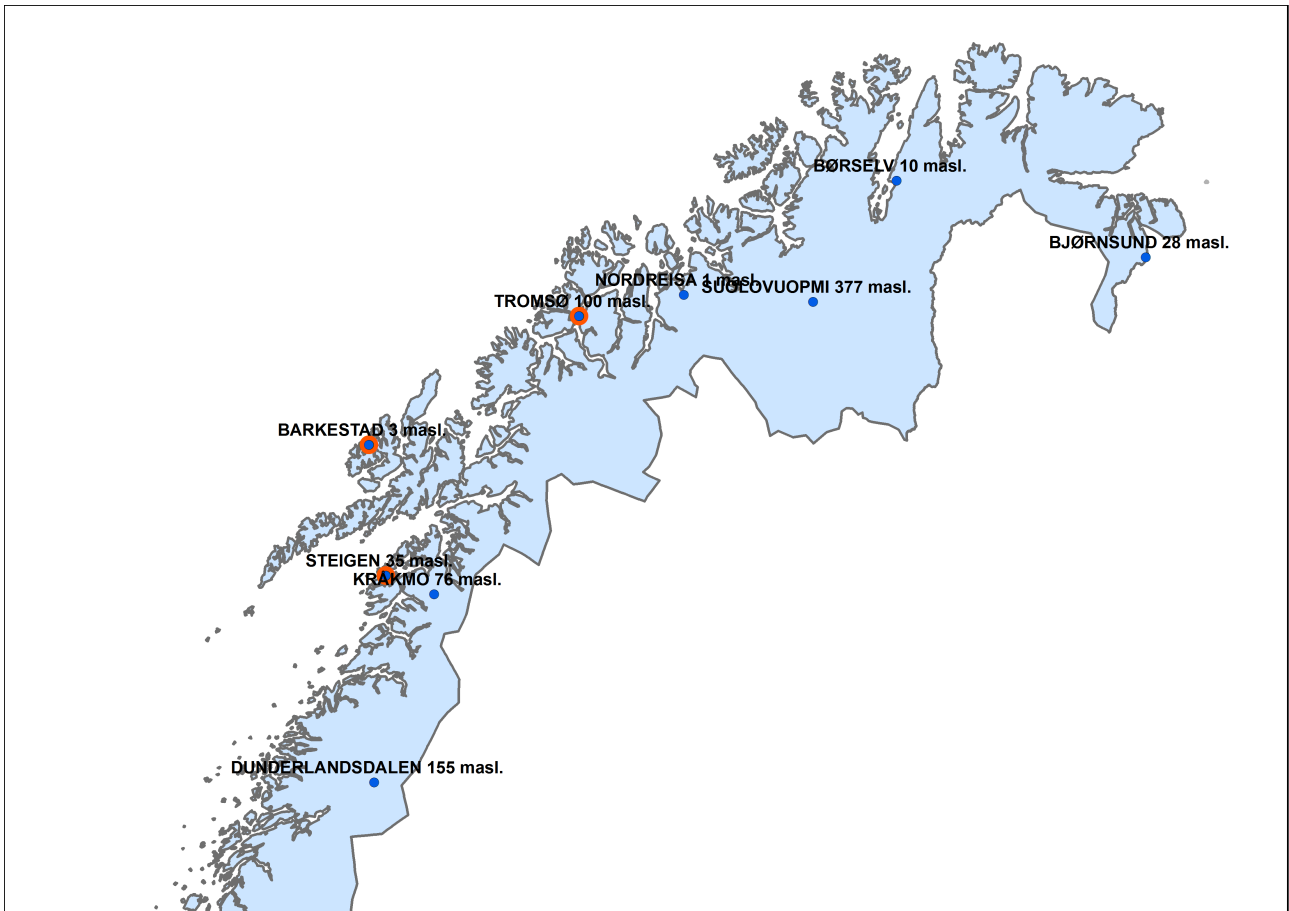 BØRSELV 10 masl.
BJØRNSUND 28 masl.
NORDREISA 1 masl.
SUOLOVUOPMI 377 masl.
TROMSØ 100 masl.
BARKESTAD 3 masl.
STEIGEN 35 masl.
KRÅKMO 76 masl.
DUNDERLANDSDALEN 155 masl.